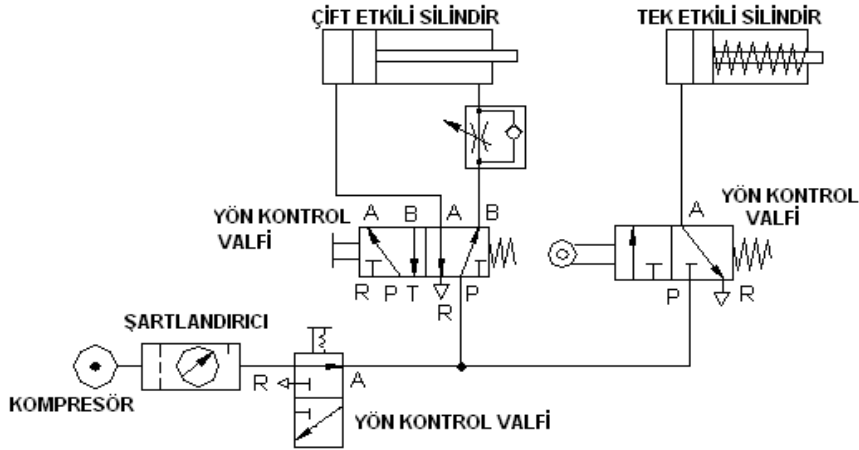 ÇİFT ETKİLİ SİLİNDİR
TEK ETKİLİ SİLİNDİR
YÖN KONTROL
VALFİ
A B A B
R P T R P
YÖN KONTROL
VALFİ
A
P R
ŞARTLANDIRICI
KOMPRESÖR
R A
YÖN KONTROL VALFİ